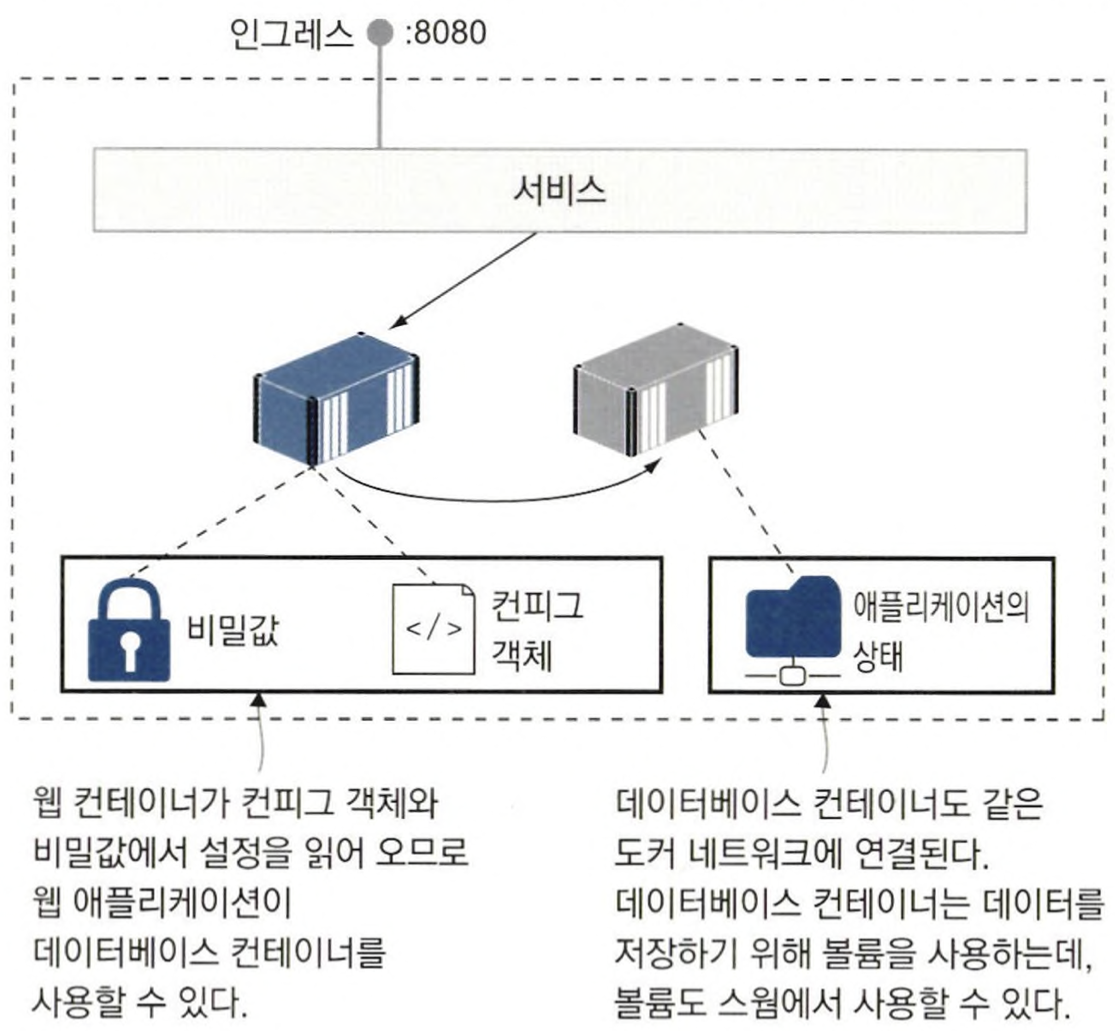 인그레스 :8080
서비스
비밀값
</>
컨피그
객체
애플리케이션의
상태
웹 컨테이너가 컨피그 객체와
비밀값에서 설정을 읽어 오므로
웹 애플리케이션이
데이터베이스 컨테이너를
사용할 수 있다.
데이터베이스 컨테이너도 같은
도커 네트워크에 연결된다.
데이터베이스 컨테이너는 데이터를
저장하기 위해 볼륨을 사용하는데,
볼륨도 스웜에서 사용할 수 있다.